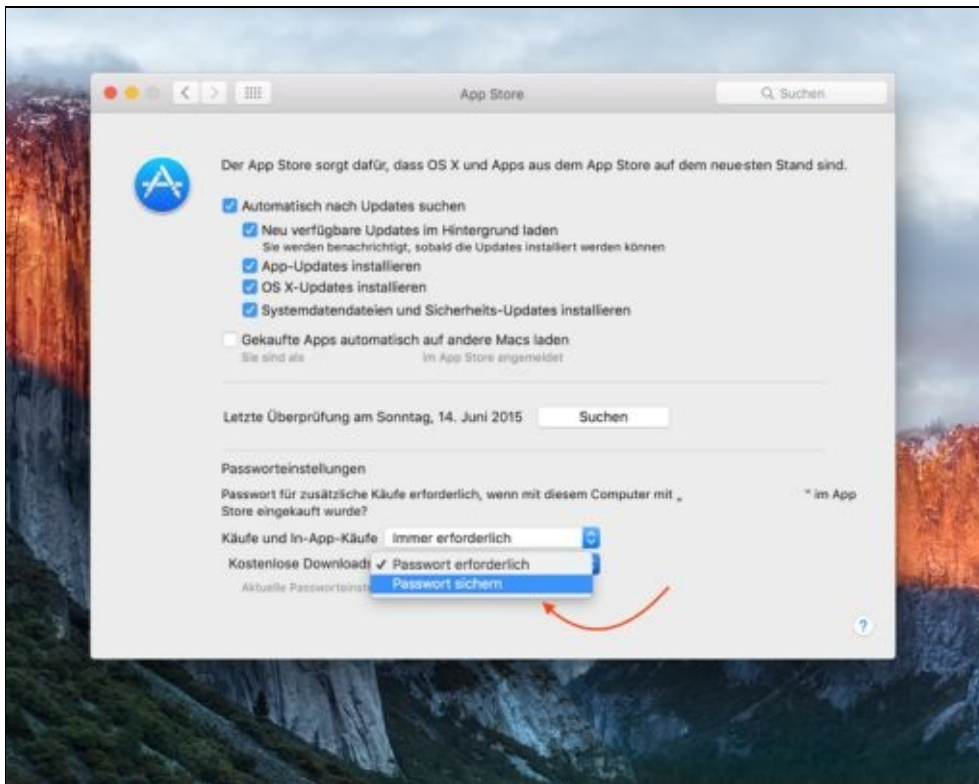 App Store
Suchen
Der App Store sorgt dafür, dass OS X und Apps aus dem App Store auf dem neuesten Stand sind.
Automatisch nach Updates suchen
Neu verfügbare Updates im Hintergrund laden
Sie werden benachrichtigt, sobald die Updates installiert werden können
App-Updates installieren
OS X-Updates installieren
Systemdatendateien und Sicherheits-Updates installieren
Gekaufte Apps automatisch auf andere Macs laden
Sie sind als im App Store angemeldet
Letzte Überprüfung am Sonntag, 14. Juni 2015 Suchen
Passworteinstellungen
Passwort für zusätzliche Käufe erforderlich, wenn mit diesem Computer mit „ “ im App
Store eingekauft wurde?
Käufe und In-App-Käufe Immer erforderlich
Kostenlose Downloads ✓ Passwort erforderlich
Passwort sichern
Aktuelle
?